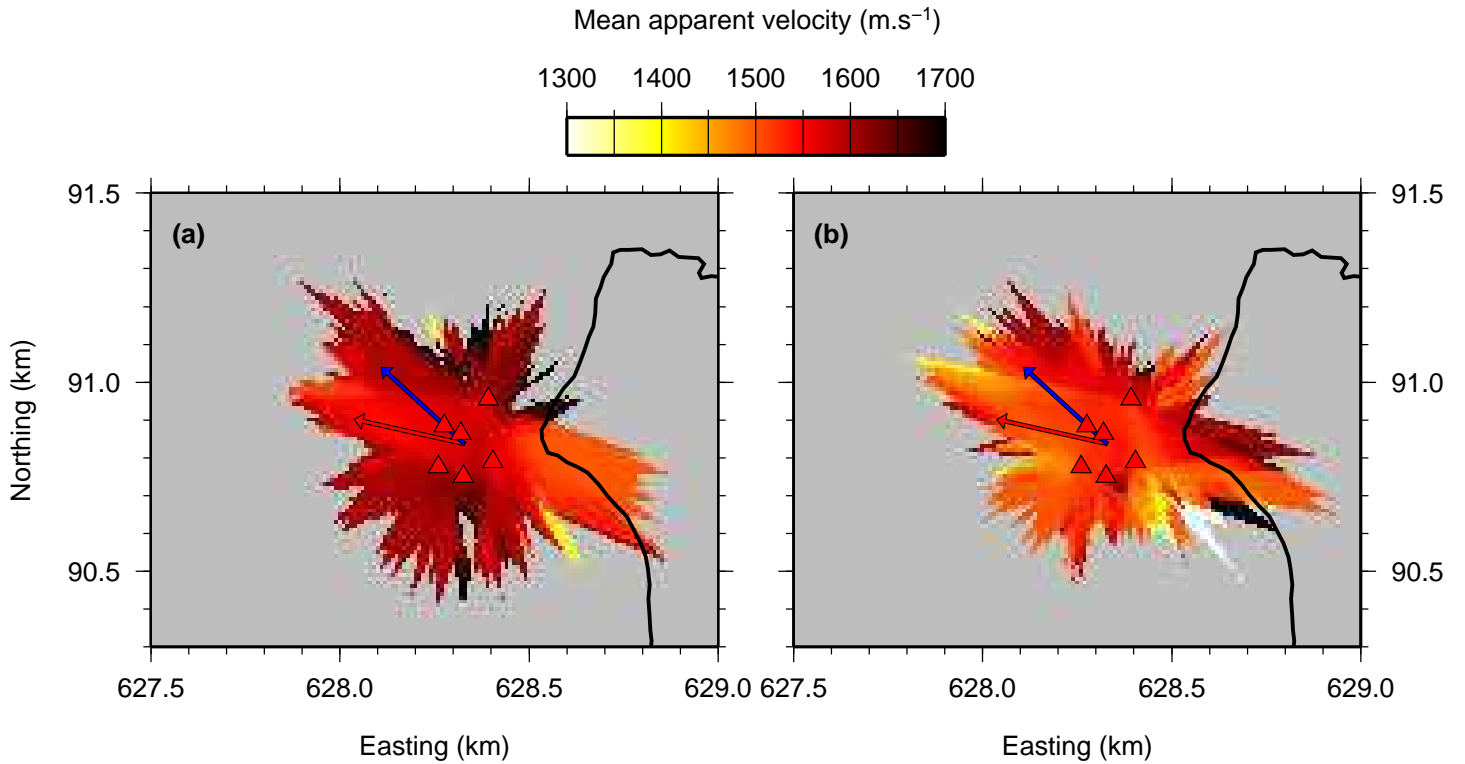 Mean apparent velocity (m.s⁻¹)
1300 1400 1500 1600 1700
91.5 91.5
(a) (b)
Northing (km)
91.0 91.0
90.5 90.5
627.5 628.0 628.5 629.0 627.5 628.0 628.5 629.0
Easting (km) Easting (km)